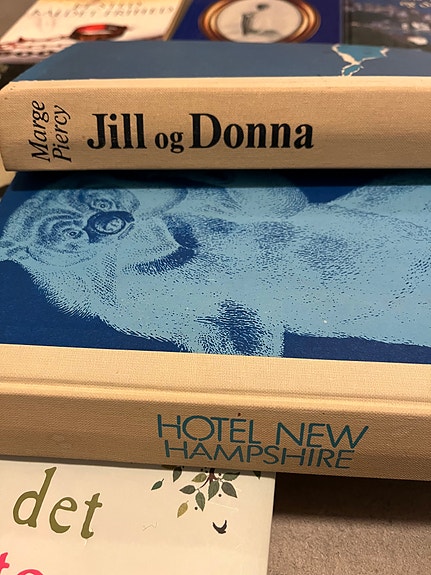 Marge
Piercy
Jill og Donna
HOTEL NEW
HAMPSHIRE
det